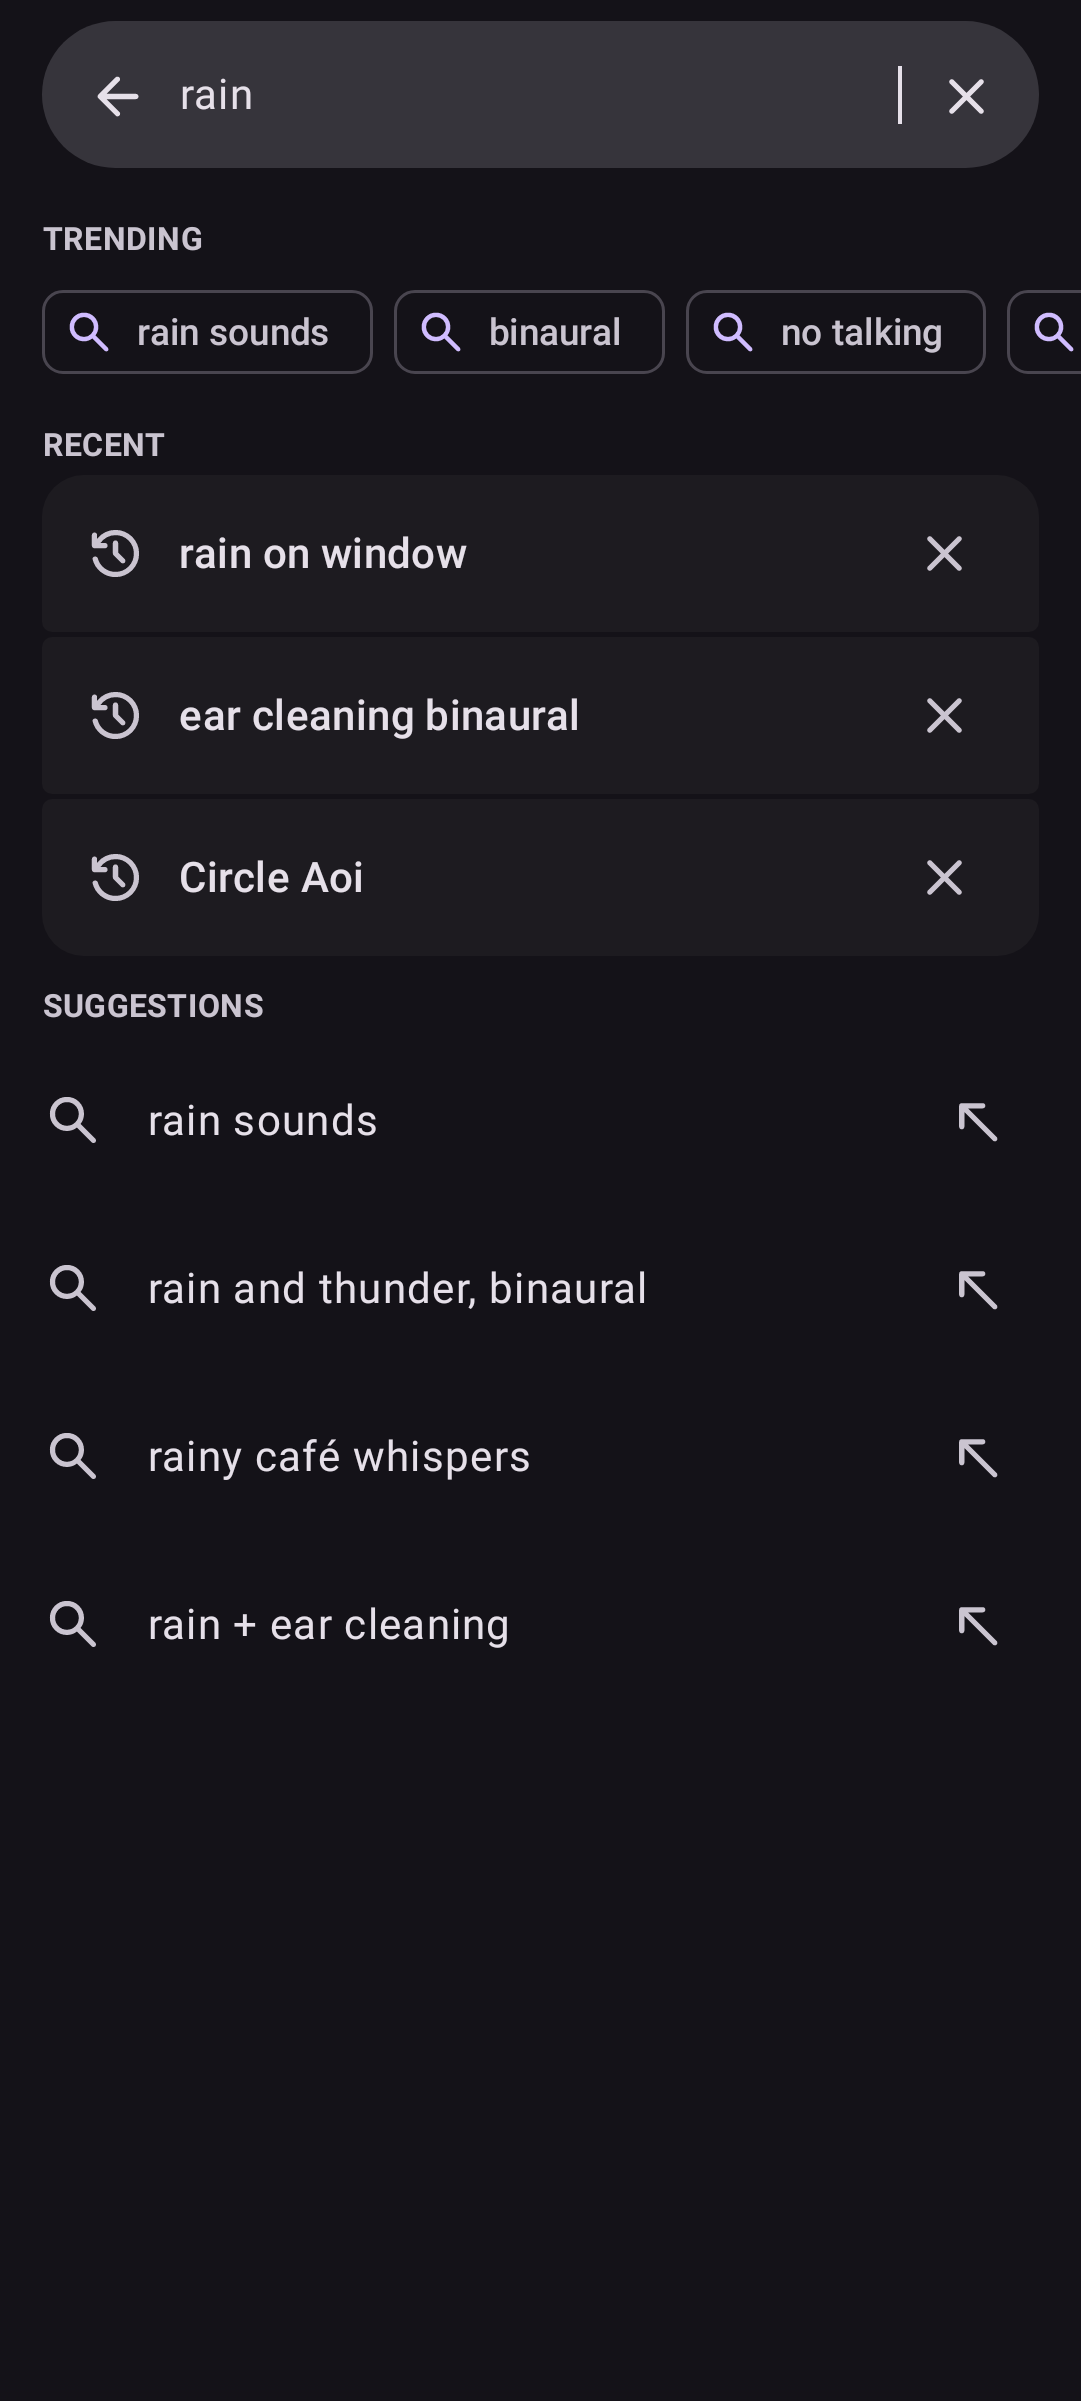 rain
TRENDING
rain sounds
binaural
no talking
RECENT
rain on window
ear cleaning binaural
Circle Aoi
SUGGESTIONS
rain sounds
rain and thunder, binaural
rainy café whispers
rain + ear cleaning